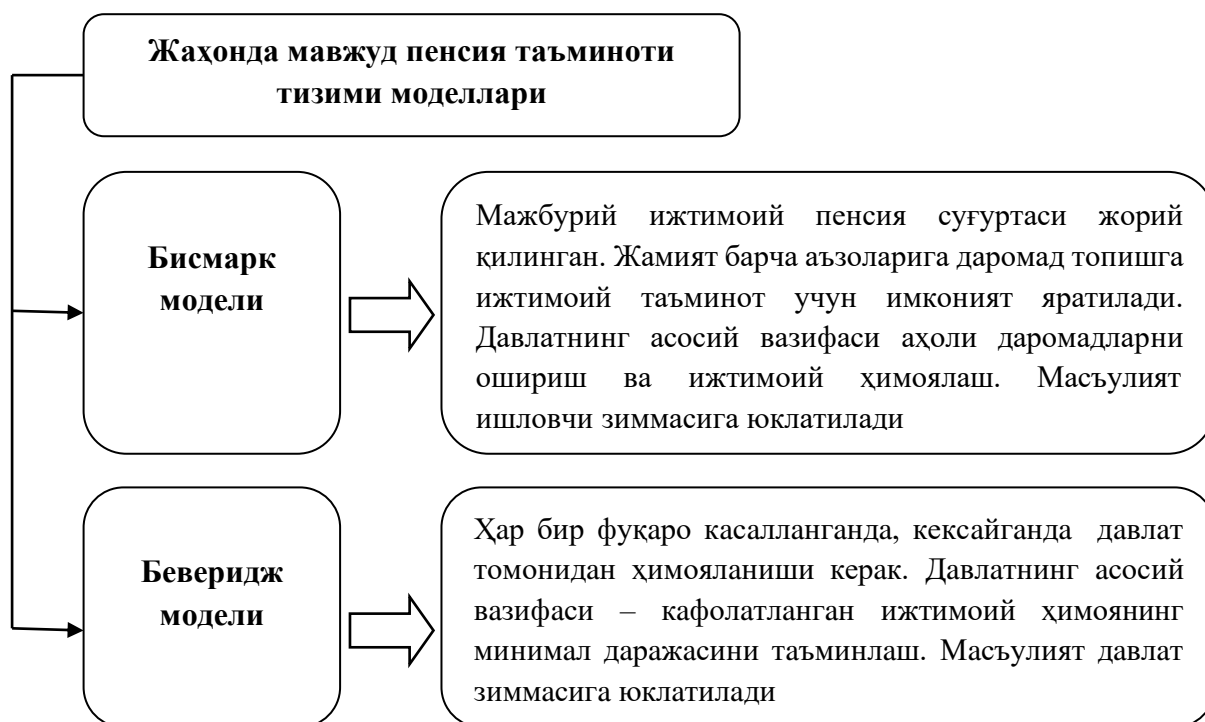 Жаҳонда мавжуд пенсия таъминоти
тизими моделлари
Бисмарк
модели
Мажбурий ижтимоий пенсия суғуртаси жорий
қилинган. Жамият барча аъзоларига даромад топишга
ижтимоий таъминот учун имконият яратилади.
Давлатнинг асосий вазифаси аҳоли даромадларни
ошириш ва ижтимоий ҳимоялаш. Масъулият
ишловчи зиммасига юклатилади
Беверидж
модели
Ҳар бир фуқаро касалланганда, кексайганда давлат
томонидан ҳимояланиши керак. Давлатнинг асосий
вазифаси – кафолатланган ижтимоий ҳимоянинг
минимал даражасини таъминлаш. Масъулият давлат
зиммасига юклатилади